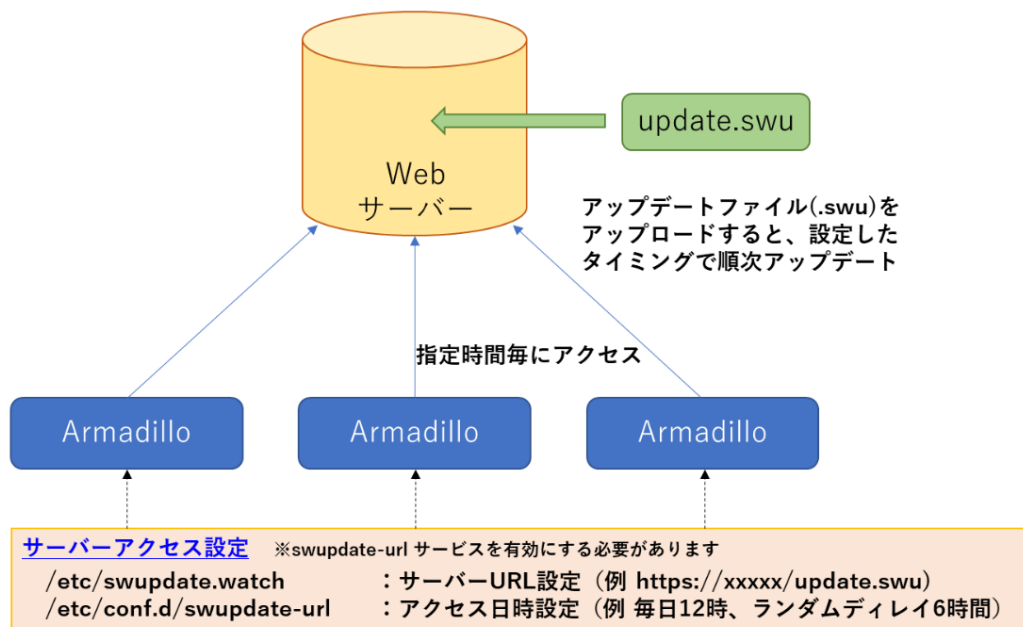 update.swu
Web
サーバー
アップデートファイル(.swu)を
アップロードすると、設定した
タイミングで順次アップデート
指定時間毎にアクセス
Armadillo
Armadillo
Armadillo
サーバーアクセス設定 ※swupdate-url サービスを有効にする必要があります
/etc/swupdate.watch ：サーバーURL設定（例 https://xxxxx/update.swu）
/etc/conf.d/swupdate-url ：アクセス日時設定（例 毎日12時、ランダムディレイ6時間）